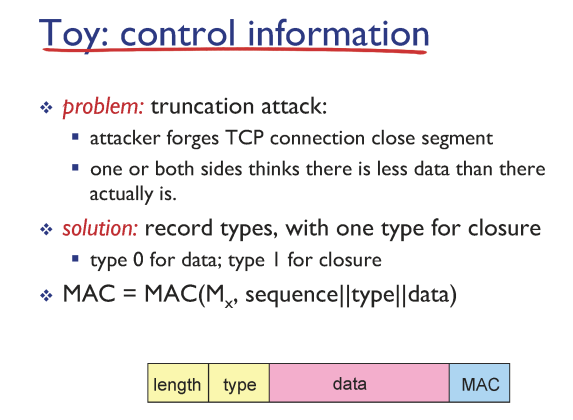 Toy: control information
❖ problem: truncation attack:
▪ attacker forges TCP connection close segment
▪ one or both sides thinks there is less data than there
actually is.
❖ solution: record types, with one type for closure
▪ type 0 for data; type 1 for closure
❖ MAC = MAC(Mx, sequence||type||data)
length type data MAC